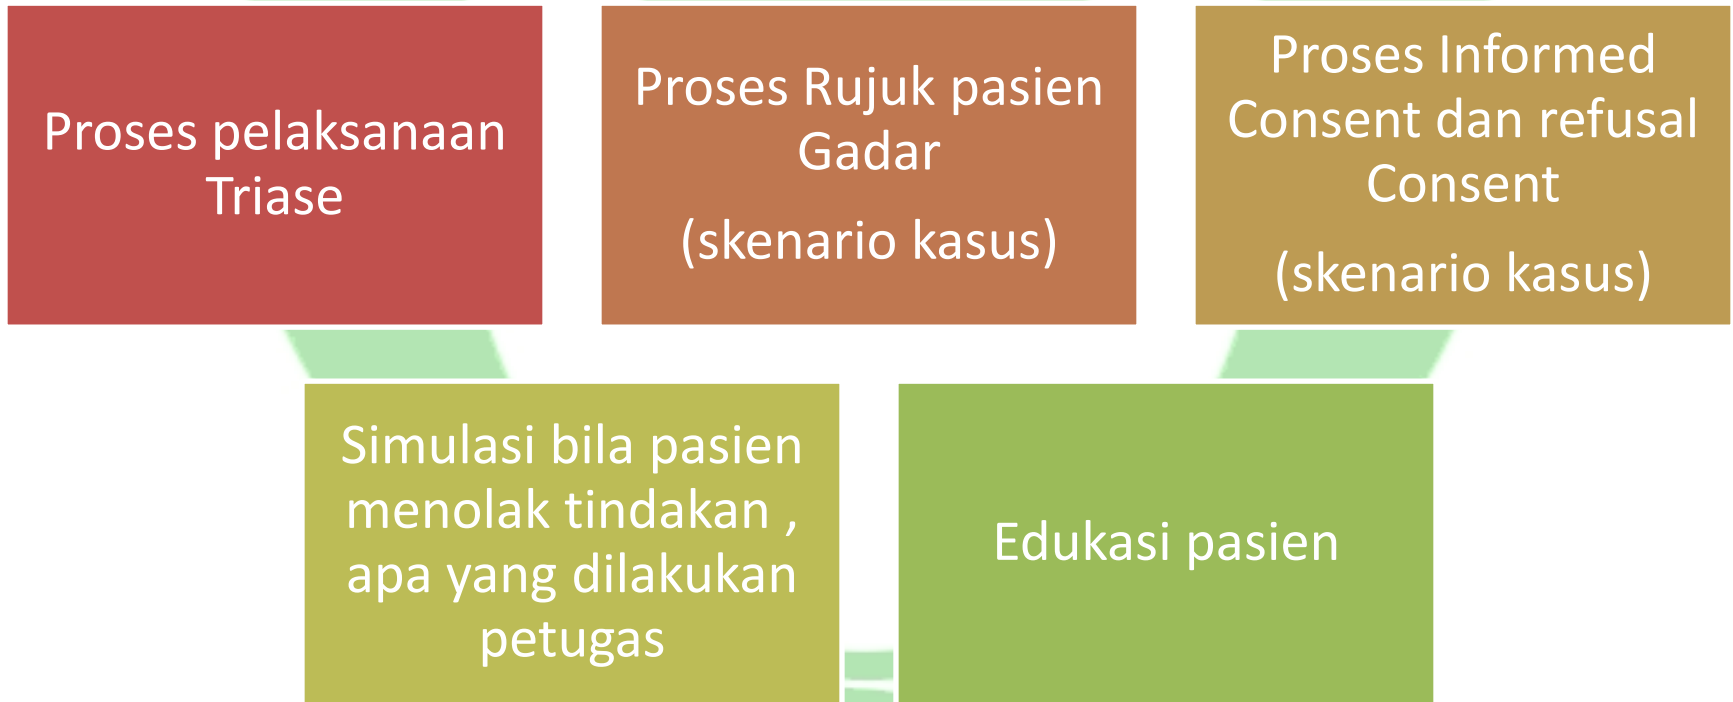 Proses pelaksanaan
Triase
Proses Rujuk pasien
Gadar
(skenario kasus)
Proses Informed
Consent dan refusal
Consent
(skenario kasus)
Simulasi bila pasien
menolak tindakan ,
apa yang dilakukan
petugas
Edukasi pasien